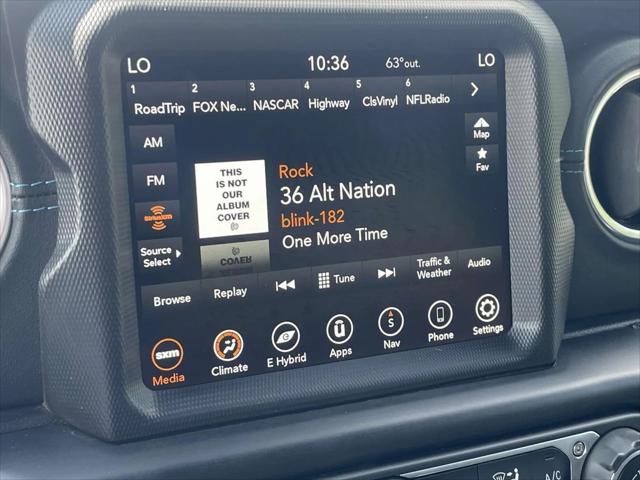 LO 10:36 63° out. LO
1 2 3 4 5 6
RoadTrip FOX Ne... NASCAR Highway ClsVinyl NFLRadio
AM
FM
SiriusXM
Source
Select
THIS
IS NOT
OUR
ALBUM
COVER
Rock
36 Alt Nation
blink-182
One More Time
Map
Fav
COVER
Browse Replay Tune Traffic &
Weather Audio
sxm
Media Climate E Hybrid Apps Nav Phone Settings
U
S
A/C